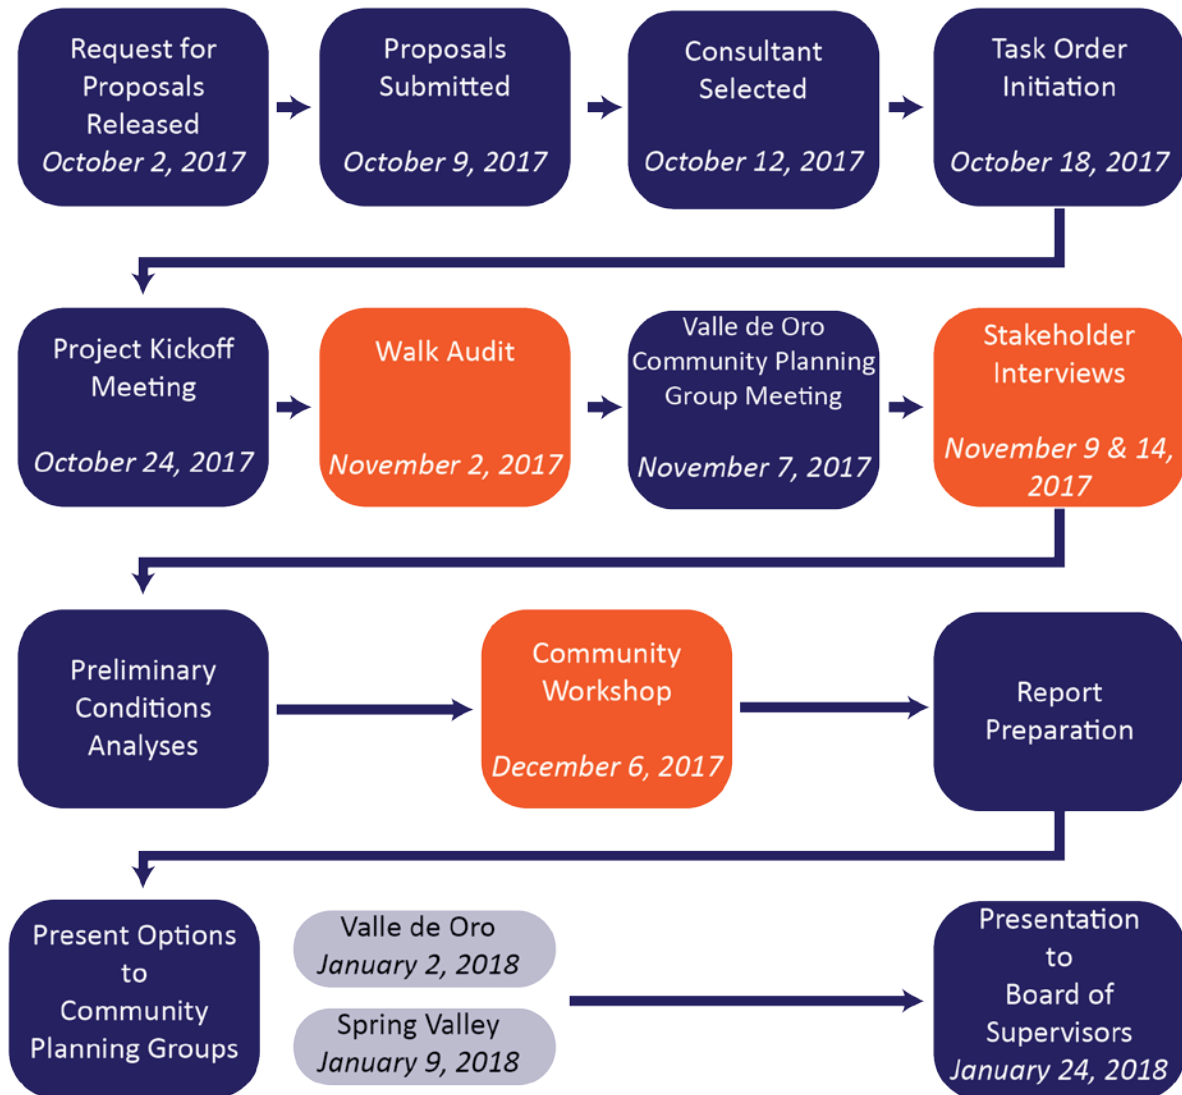 Request for
Proposals
Released
October 2, 2017
Proposals
Submitted
October 9, 2017
Consultant
Selected
October 12, 2017
Task Order
Initiation
October 18, 2017
Project Kickoff
Meeting
October 24, 2017
Walk Audit
November 2, 2017
Valle de Oro
Community Planning
Group Meeting
November 7, 2017
Stakeholder
Interviews
November 9 & 14,
2017
Preliminary
Conditions
Analyses
Community
Workshop
December 6, 2017
Report
Preparation
Present Options
to
Community
Planning Groups
Valle de Oro
January 2, 2018
Spring Valley
January 9, 2018
Presentation
to
Board of
Supervisors
January 24, 2018